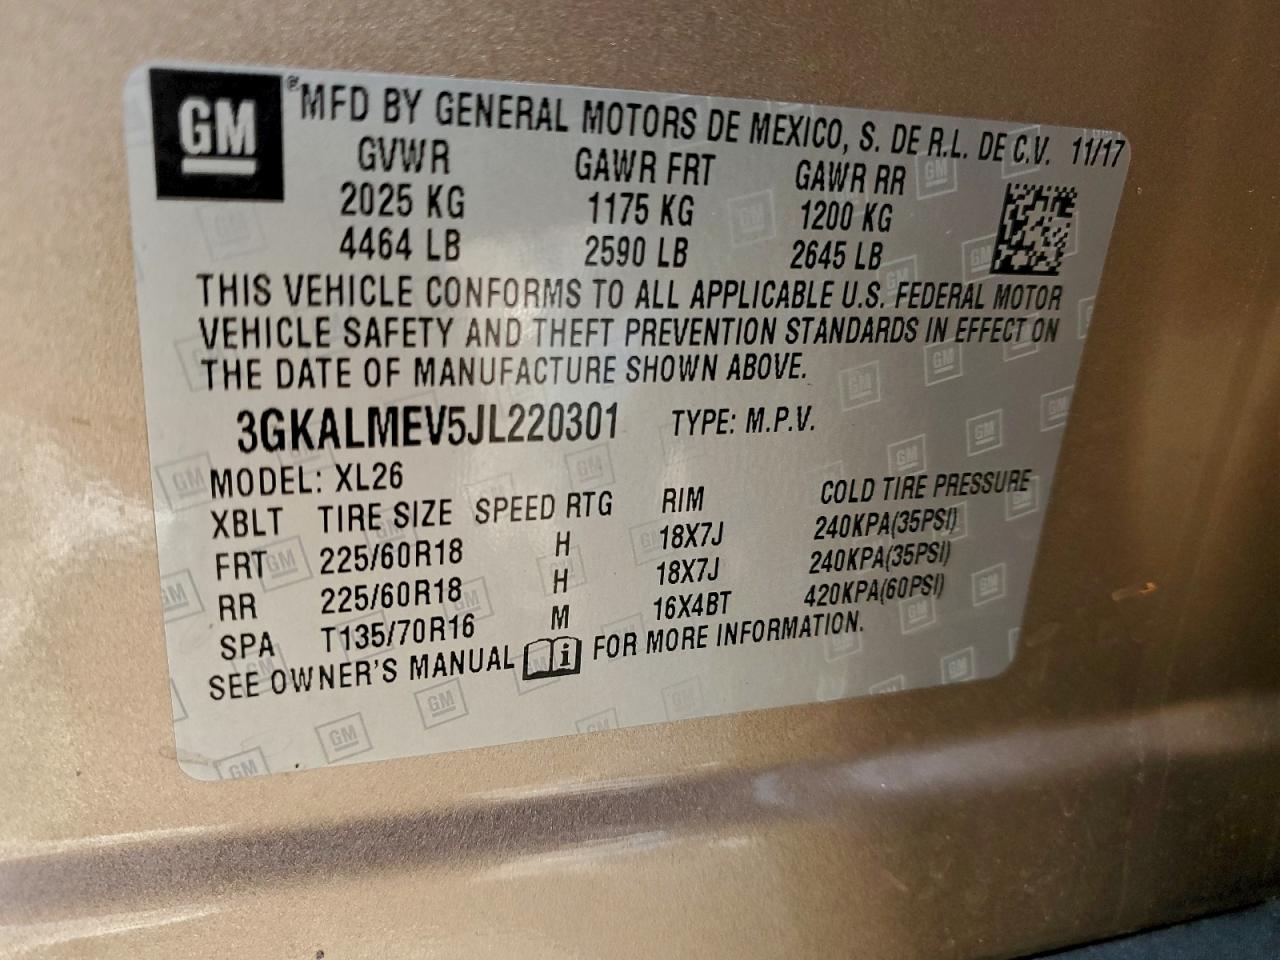 GM ®MFD BY GENERAL MOTORS DE MEXICO, S. DE R.L. DE C.V. 11/17
GVWR GAWR FRT GAWR RR
2025 KG 1175 KG 1200 KG
4464 LB 2590 LB 2645 LB
THIS VEHICLE CONFORMS TO ALL APPLICABLE U.S. FEDERAL MOTOR
VEHICLE SAFETY AND THEFT PREVENTION STANDARDS IN EFFECT ON
THE DATE OF MANUFACTURE SHOWN ABOVE.
3GKALMEV5JL220301 TYPE: M.P.V.
MODEL: XL26
XBLT TIRE SIZE SPEED RTG RIM COLD TIRE PRESSURE
FRT 225/60R18 H 18X7J 240KPA(35PSI)
RR 225/60R18 H 18X7J 240KPA(35PSI)
SPA T135/70R16 M 16X4BT 420KPA(60PSI)
SEE OWNER'S MANUAL i FOR MORE INFORMATION.